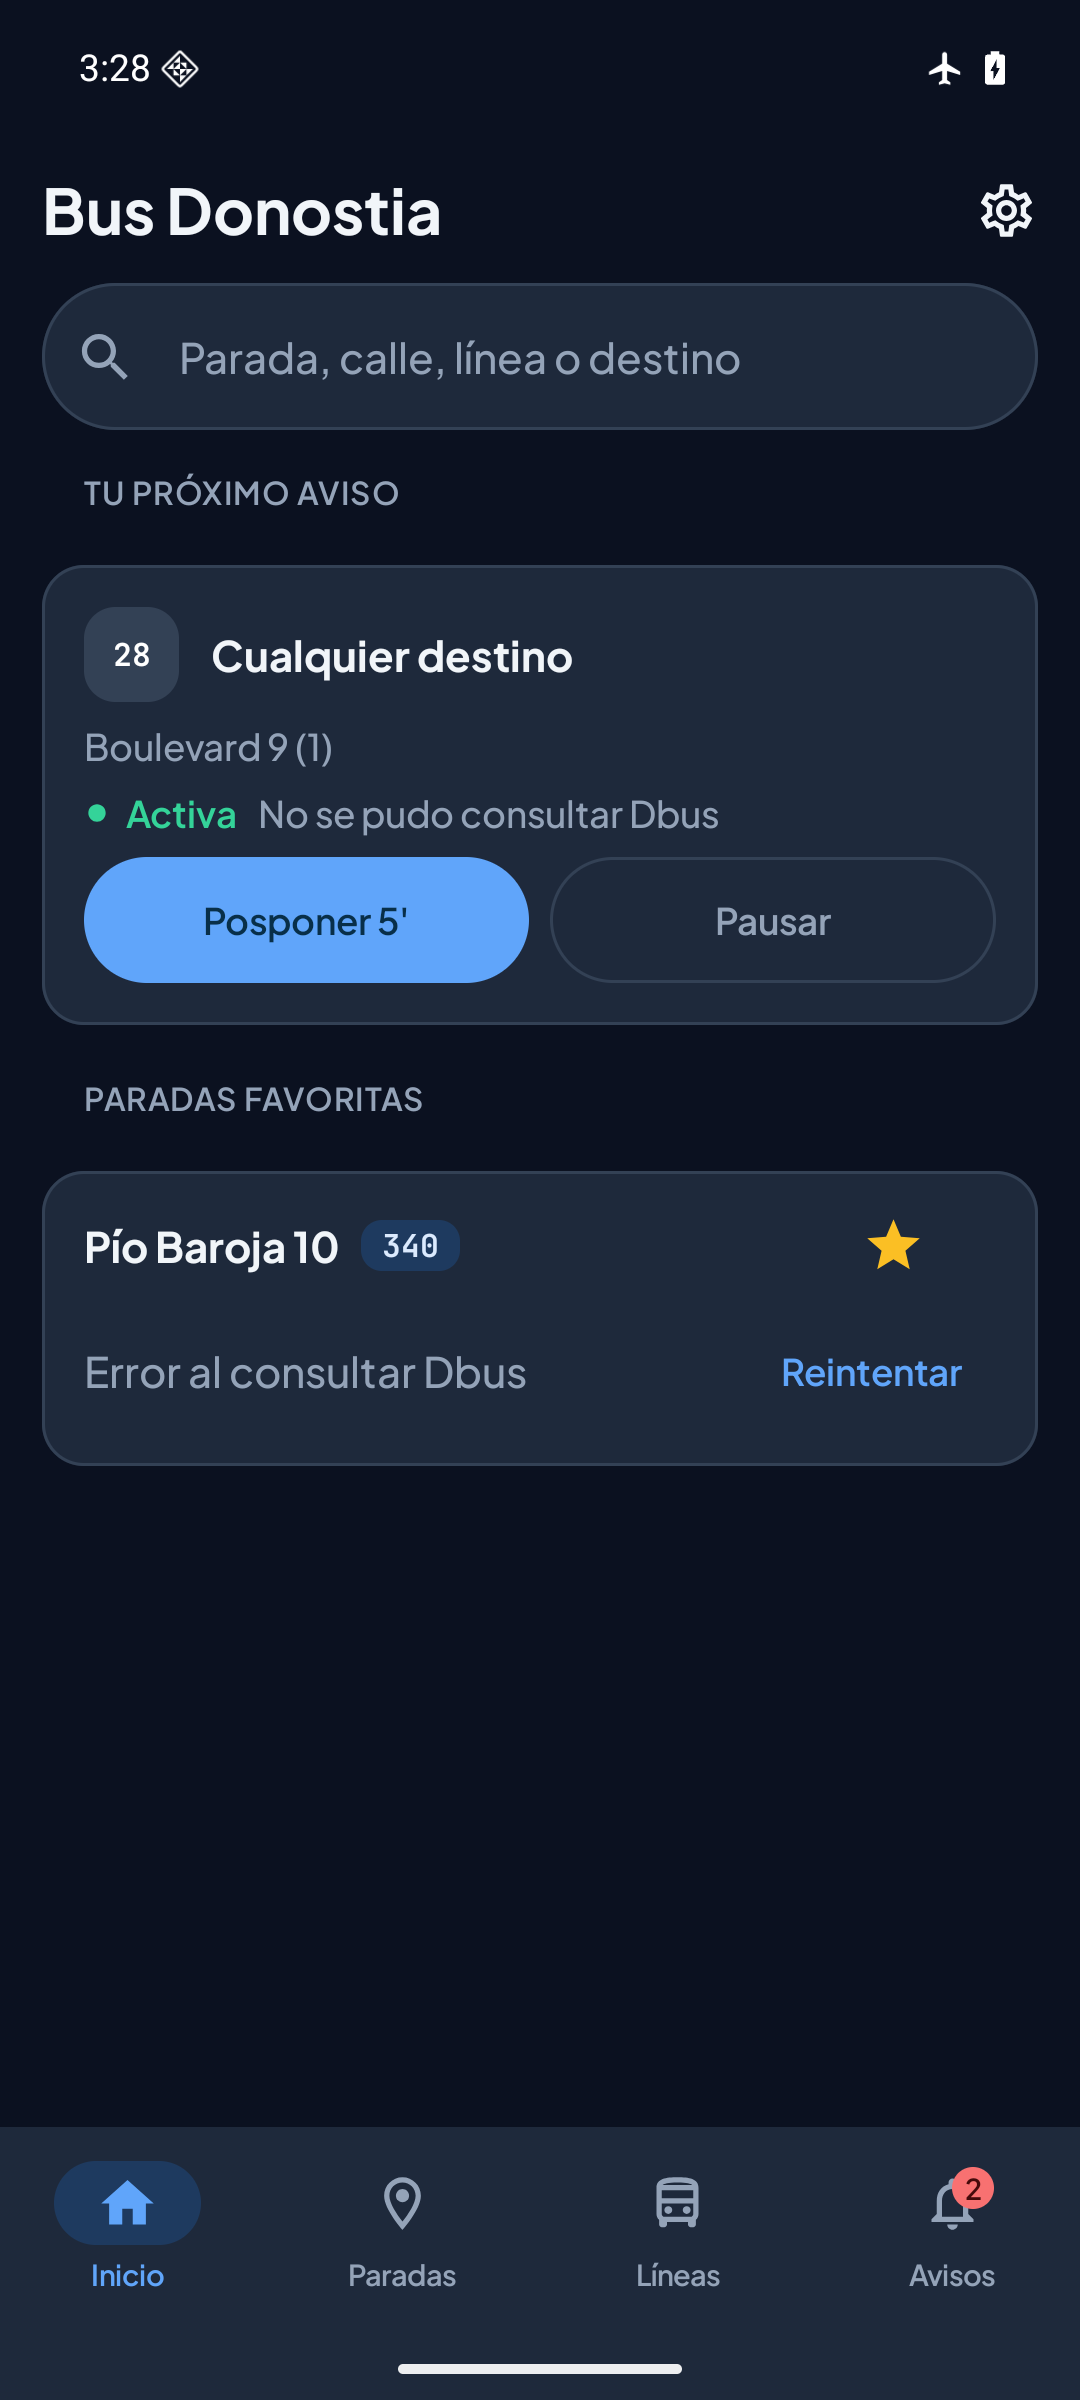 3:28
Bus Donostia
Parada, calle, línea o destino
TU PRÓXIMO AVISO
28 Cualquier destino
Boulevard 9 (1)
Activa No se pudo consultar Dbus
Posponer 5' Pausar
PARADAS FAVORITAS
Pío Baroja 10 340
Error al consultar Dbus Reintentar
2
Inicio Paradas Líneas Avisos